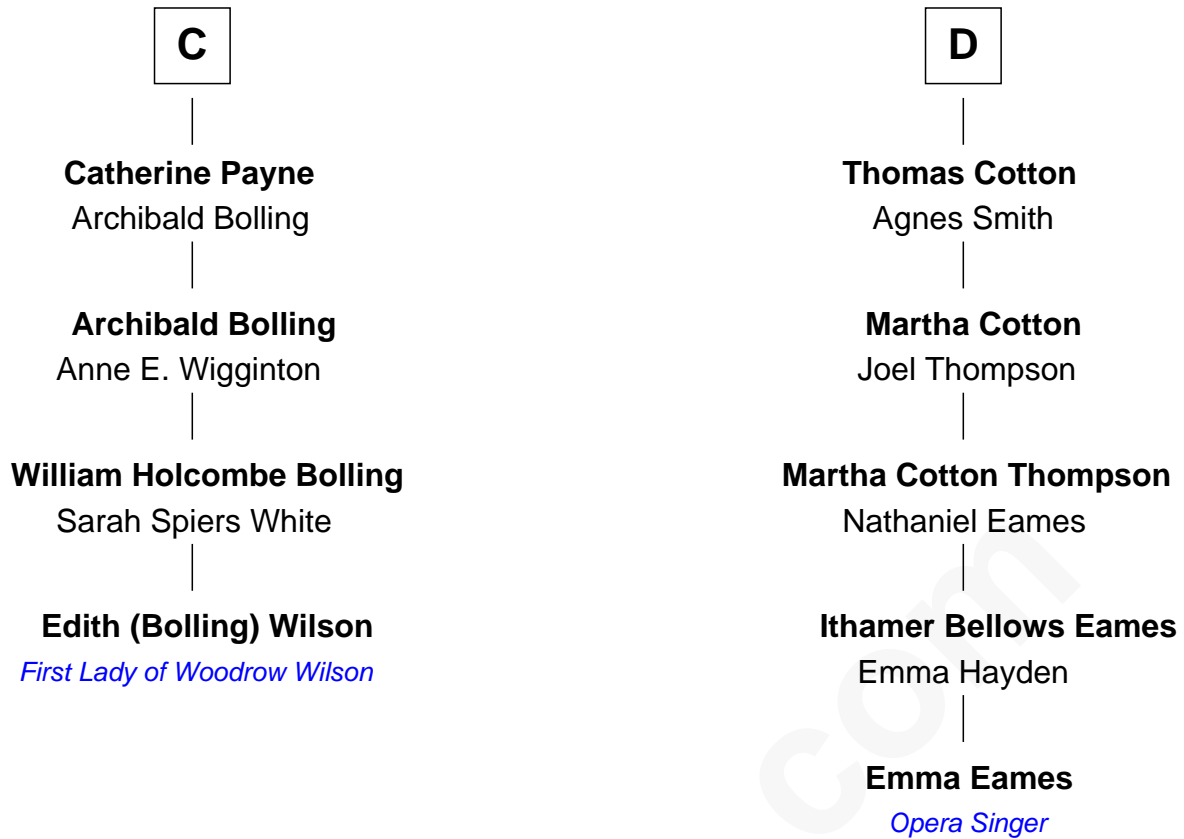 C
Catherine Payne
Archibald Bolling
Archibald Bolling
Anne E. Wigginton
William Holcombe Bolling
Sarah Spiers White
Edith (Bolling) Wilson
First Lady of Woodrow Wilson
D
Thomas Cotton
Agnes Smith
Martha Cotton
Joel Thompson
Martha Cotton Thompson
Nathaniel Eames
Ithamer Bellows Eames
Emma Hayden
Emma Eames
Opera Singer
com